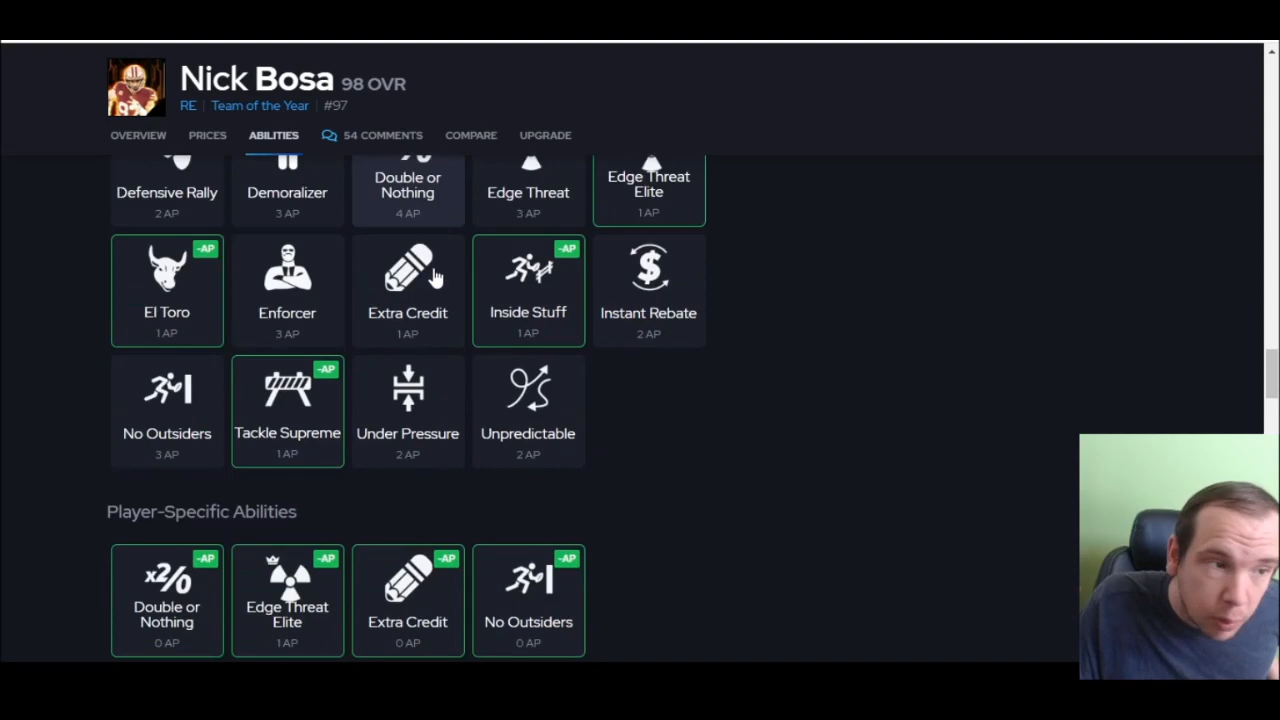 Nick Bosa 98 OVR
RE | Team of the Year | #97
OVERVIEW PRICES ABILITIES 54 COMMENTS COMPARE UPGRADE
Defensive Rally
2 AP
Demoralizer
3 AP
Double or
Nothing
4 AP
Edge Threat
3 AP
Edge Threat
Elite
1 AP
-AP
El Toro
1 AP
Enforcer
3 AP
Extra Credit
1 AP
-AP
Inside Stuff
1 AP
Instant Rebate
2 AP
No Outsiders
3 AP
-AP
Tackle Supreme
1 AP
Under Pressure
2 AP
Unpredictable
2 AP
Player-Specific Abilities
-AP
x2/0
Double or
Nothing
0 AP
-AP
Edge Threat
Elite
1 AP
-AP
Extra Credit
0 AP
-AP
No Outsiders
0 AP